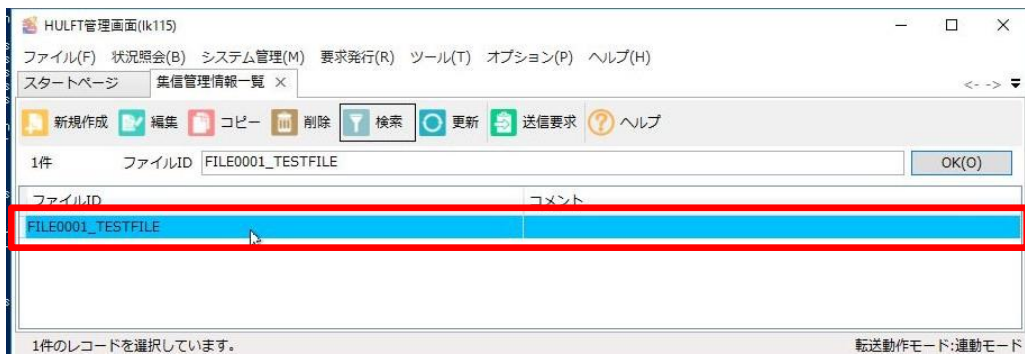 HULFT管理画面(lk115)
ファイル(F) 状況照会(B) システム管理(M) 要求発行(R) ツール(T) オプション(P) ヘルプ(H)
スタートページ 集信管理情報一覧 ×
<- ->
新規作成 編集 コピー 削除 検索 更新 送信要求 ヘルプ
1件 ファイルID FILE0001_TESTFILE OK(O)
ファイルID コメント
FILE0001_TESTFILE
1件のレコードを選択しています。 転送動作モード:連動モード